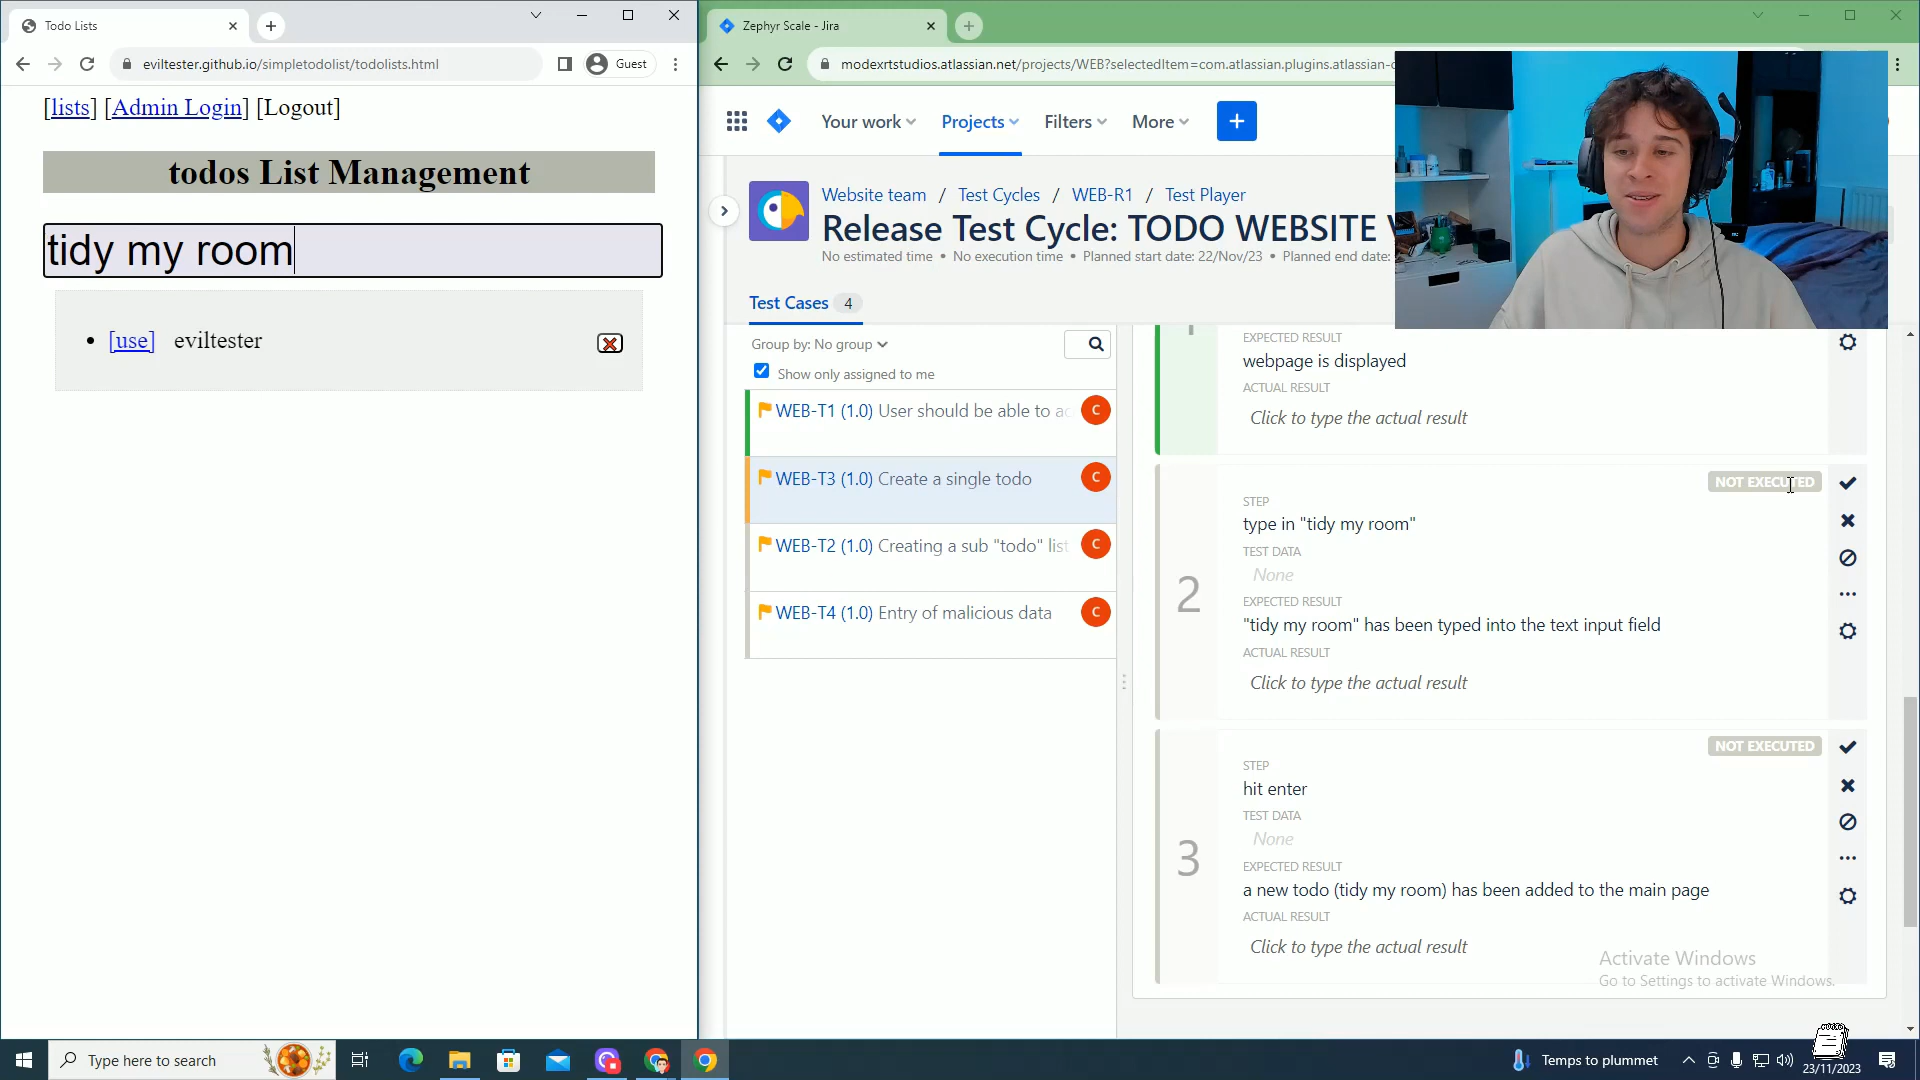 Todo Lists
eviltester.github.io/simpletodolist/todolists.html
Guest
[lists] [Admin Login] [Logout]
todos List Management
tidy my room
[use] eviltester
Zephyr Scale - Jira
modexrtstudios.atlassian.net/projects/WEB?selectedItem=com.atlassian.plugins.atlassian-c
Your work
Projects
Filters
More
Website team / Test Cycles / WEB-R1 / Test Player
Release Test Cycle: TODO WEBSITE
No estimated time • No execution time • Planned start date: 22/Nov/23 • Planned end date:
Test Cases 4
Group by: No group
Show only assigned to me
WEB-T1 (1.0) User should be able to ac
C
WEB-T3 (1.0) Create a single todo
C
WEB-T2 (1.0) Creating a sub "todo" list
C
WEB-T4 (1.0) Entry of malicious data
C
EXPECTED RESULT
webpage is displayed
ACTUAL RESULT
Click to type the actual result
NOT EXECUTED
2
STEP
type in "tidy my room"
TEST DATA
None
EXPECTED RESULT
"tidy my room" has been typed into the text input field
ACTUAL RESULT
Click to type the actual result
NOT EXECUTED
3
STEP
hit enter
TEST DATA
None
EXPECTED RESULT
a new todo (tidy my room) has been added to the main page
ACTUAL RESULT
Click to type the actual result
Activate Windows
Go to Settings to activate Windows.
Type here to search
Temps to plummet
23/11/2023